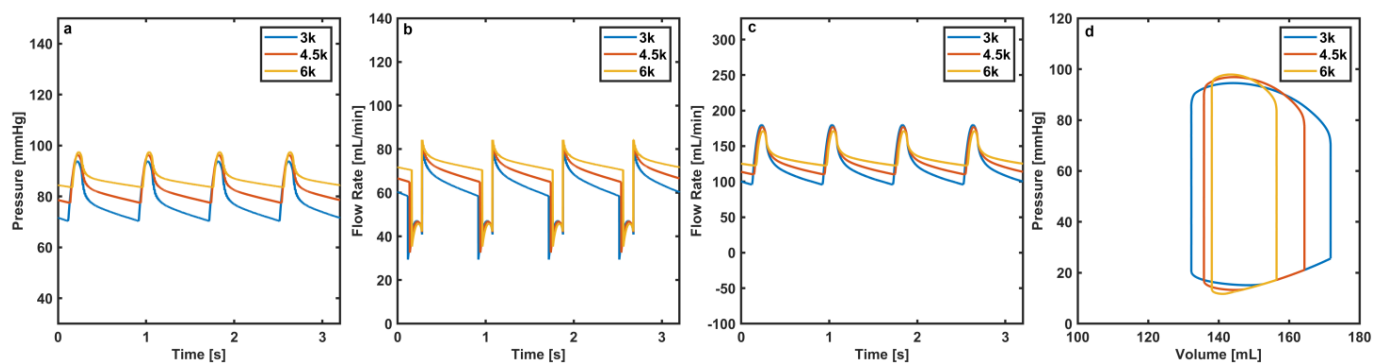 a
3k
4.5k
6k
Pressure [mmHg]
140
120
100
80
60
40
0
1
2
3
Time [s]
b
3k
4.5k
6k
Flow Rate [mL/min]
140
120
100
80
60
40
20
0
0
1
2
3
Time [s]
c
3k
4.5k
6k
Flow Rate [mL/min]
300
250
200
150
100
50
0
-50
-100
0
1
2
3
Time [s]
d
3k
4.5k
6k
Pressure [mmHg]
120
100
80
60
40
20
0
100
120
140
160
180
Volume [mL]